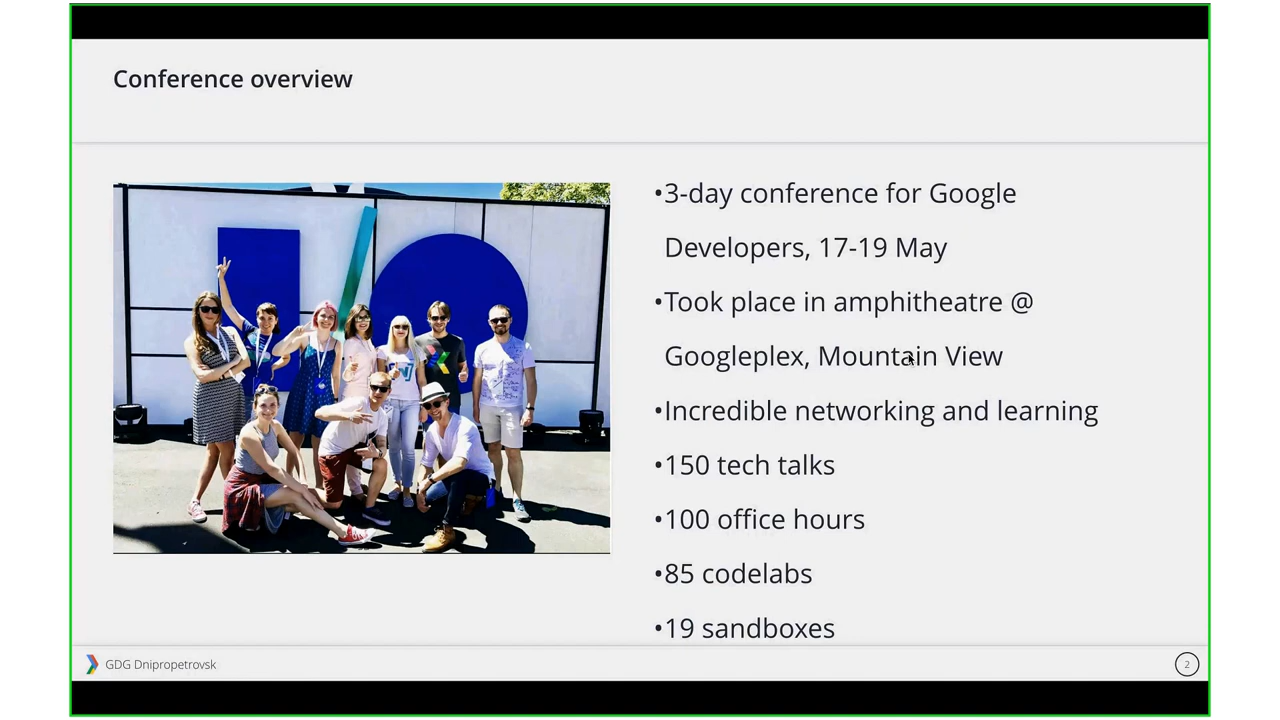 Conference overview
•3-day conference for Google
Developers, 17-19 May
•Took place in amphitheatre @
Googleplex, Mountain View
•Incredible networking and learning
•150 tech talks
•100 office hours
•85 codelabs
•19 sandboxes
I/O
GDG Dnipropetrovsk
2